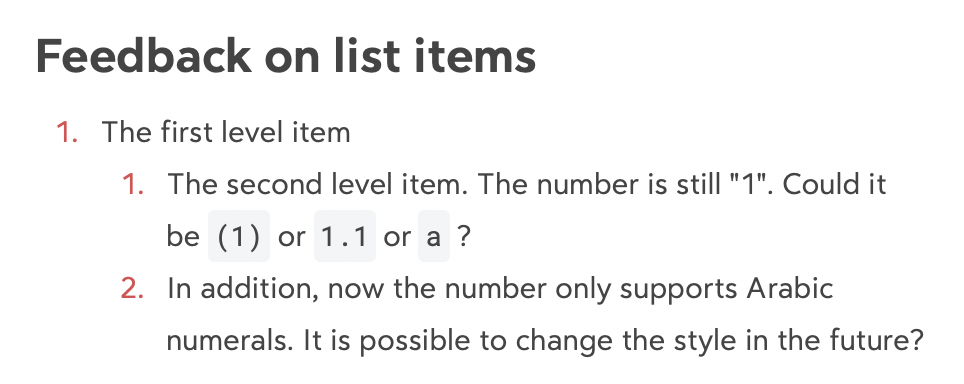 Feedback on list items
1. The first level item
1. The second level item. The number is still "1". Could it
be (1) or 1.1 or a ?
2. In addition, now the number only supports Arabic
numerals. It is possible to change the style in the future?